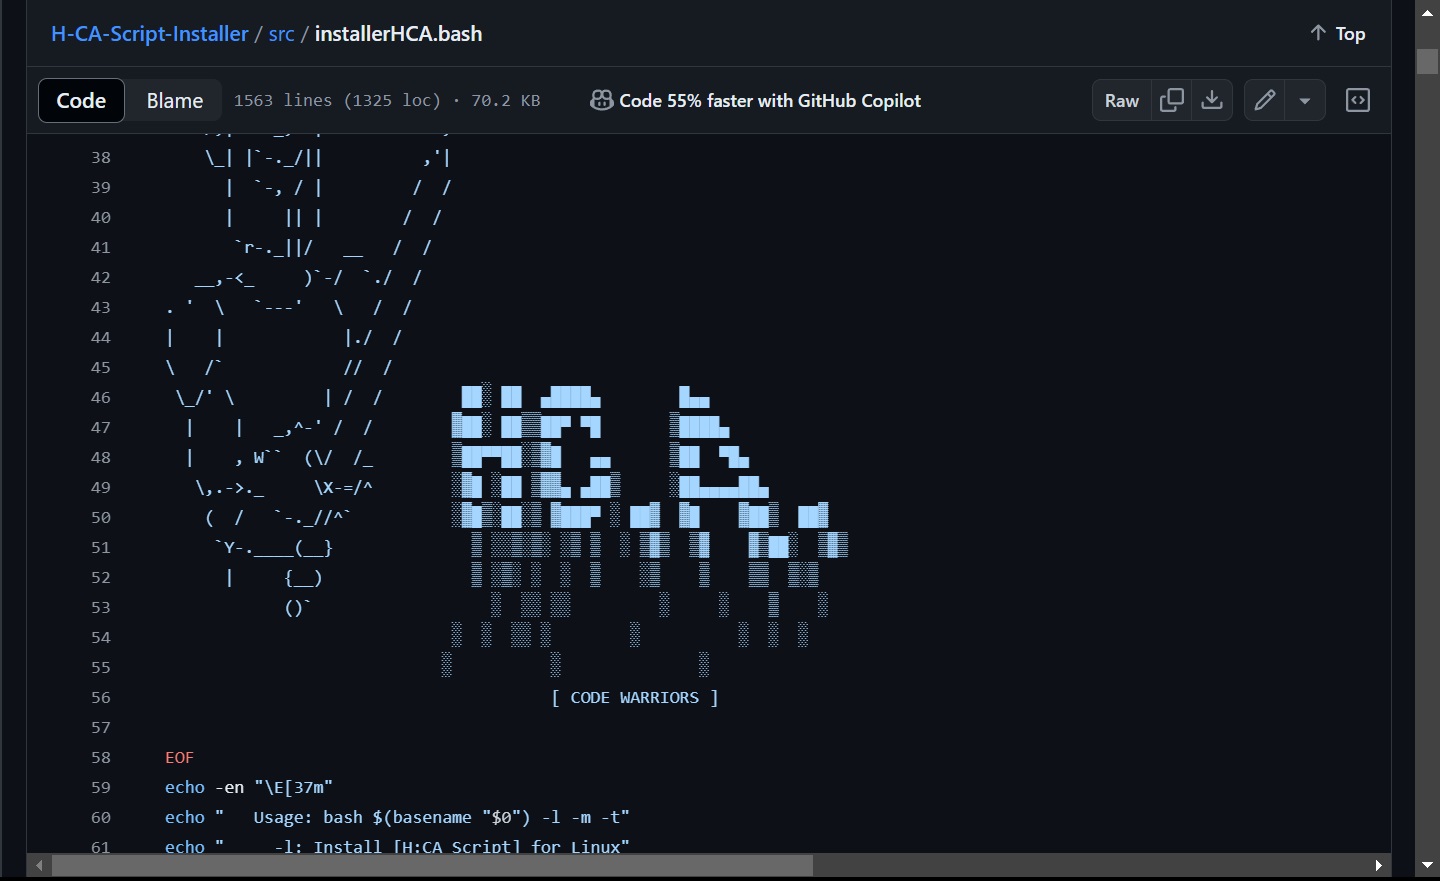 H-CA-Script-Installer / src / installerHCA.bash
Top
Code Blame 1563 lines (1325 loc) · 70.2 KB Code 55% faster with GitHub Copilot Raw
38 \_| |`-._/|| ,'|
39 | `-, / | / /
40 | || | / /
41 `r-._||/ __ / /
42 __,-<_ )`-/ `./ /
43 . ' \ `---' \ / /
44 | | |./ /
45 \ /` // /
46 \_/' \ | / /
47 | | _,^-' / /
48 | , W`` (\/ /_
49 \,.->._ \X-=/^
50 ( / `-._//^`
51 `Y-.____(__}
52 | {__)
53 ()`
54
55
56 [ CODE WARRIORS ]
57
58 EOF
59 echo -en "\E[37m"
60 echo " Usage: bash $(basename "$0") -l -m -t"
61 echo " -l: Install [H:CA Script] for Linux"